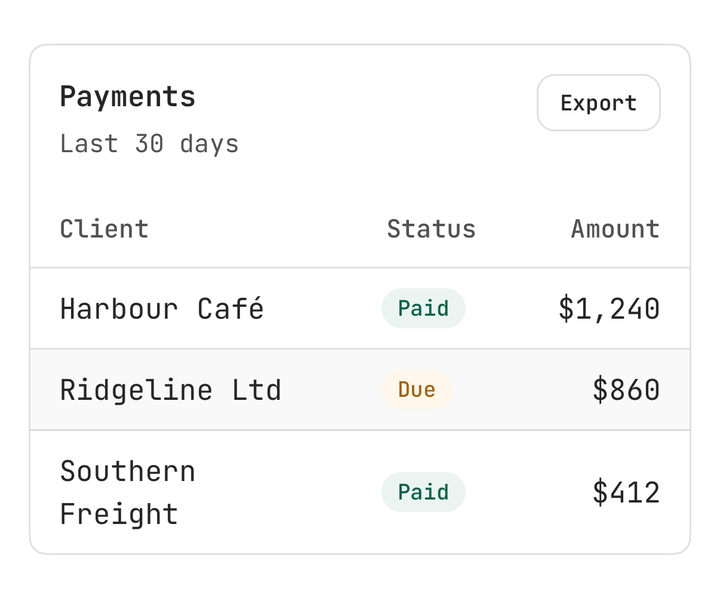 Payments
Export
Last 30 days
Client Status Amount
Harbour Café Paid $1,240
Ridgeline Ltd Due $860
Southern
Freight Paid $412